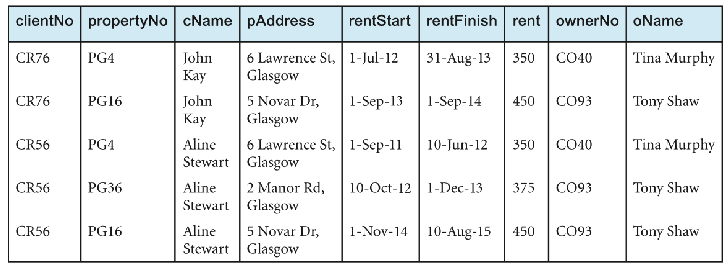 clientNo propertyNo cName pAddress rentStart rentFinish rent ownerNo oName
CR76 PG4 John Kay 6 Lawrence St, Glasgow 1-Jul-12 31-Aug-13 350 CO40 Tina Murphy
CR76 PG16 John Kay 5 Novar Dr, Glasgow 1-Sep-13 1-Sep-14 450 CO93 Tony Shaw
CR56 PG4 Aline Stewart 6 Lawrence St, Glasgow 1-Sep-11 10-Jun-12 350 CO40 Tina Murphy
CR56 PG36 Aline Stewart 2 Manor Rd, Glasgow 10-Oct-12 1-Dec-13 375 CO93 Tony Shaw
CR56 PG16 Aline Stewart 5 Novar Dr, Glasgow 1-Nov-14 10-Aug-15 450 CO93 Tony Shaw